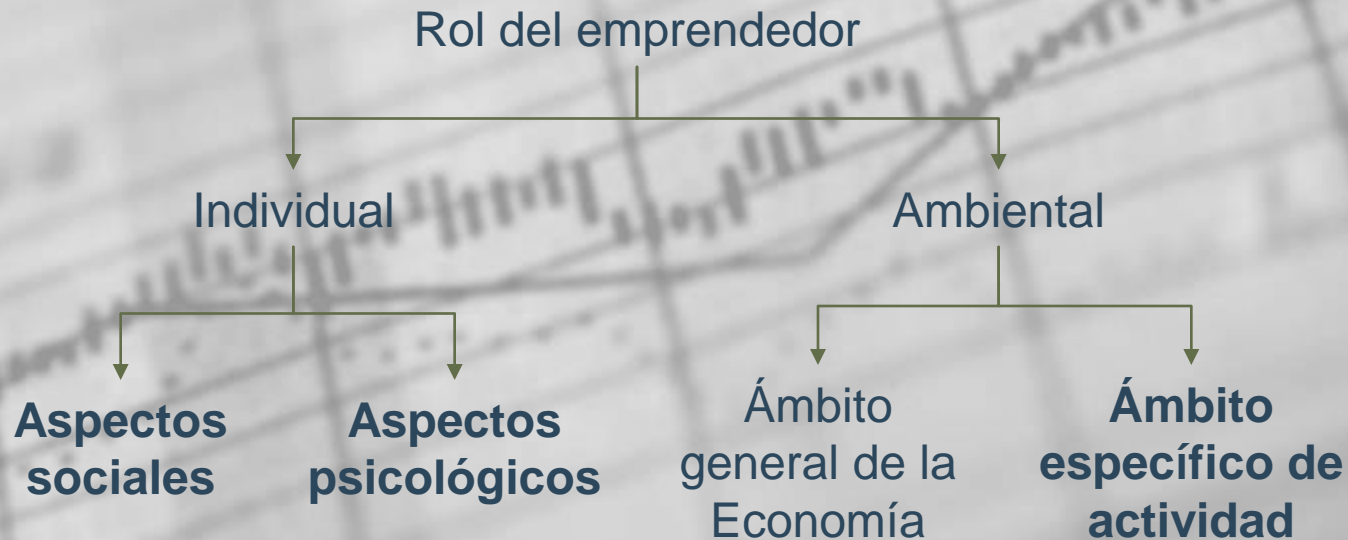 Rol del emprendedor
Individual
Ambiental
Aspectos
sociales
Aspectos
psicológicos
Ámbito
general de la
Economía
Ámbito
específico de
actividad